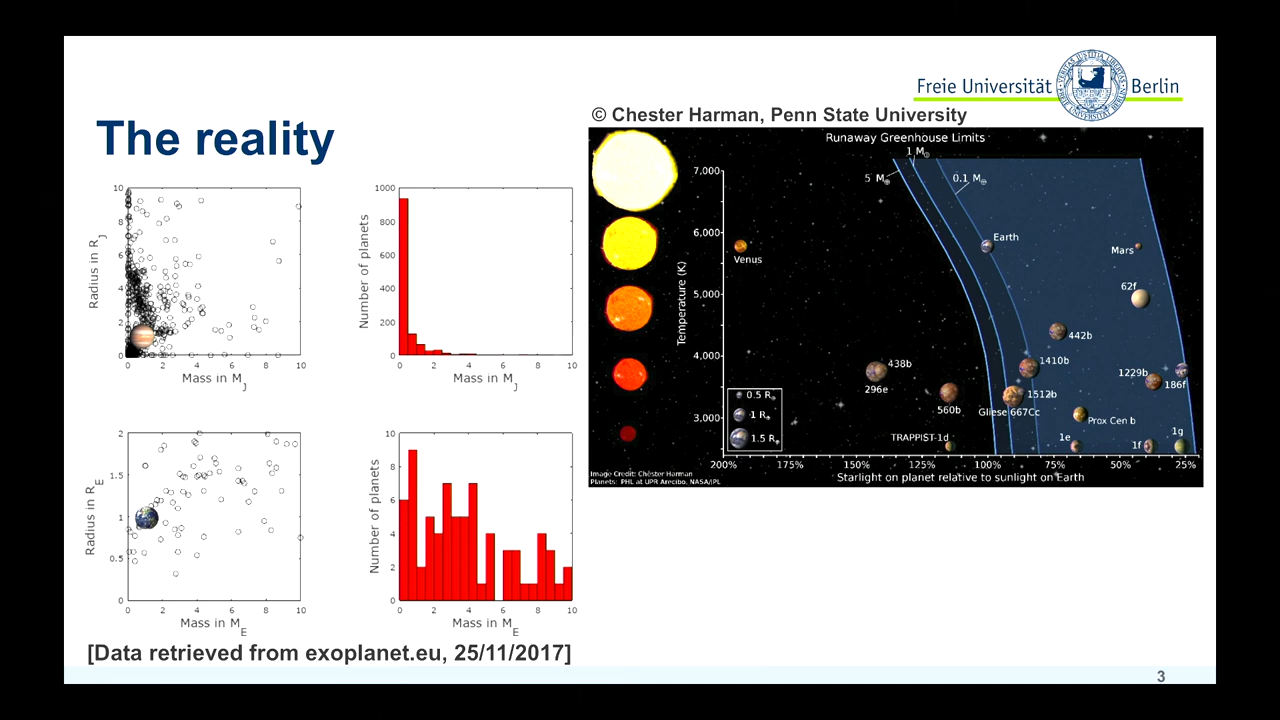 Freie Universität Berlin
The reality
© Chester Harman, Penn State University
10
8
6
4
2
0
0 2 4 6 8 10
Radius in R_J
Mass in M_J
1000
800
600
400
200
0
0 2 4 6 8 10
Number of planets
Mass in M_J
2
1.5
1
0.5
0
0 2 4 6 8 10
Radius in R_E
Mass in M_E
10
8
6
4
2
0
0 2 4 6 8 10
Number of planets
Mass in M_E
Runaway Greenhouse Limits
1 M⊕
5 M⊕
0.1 M⊕
7,000
6,000
5,000
4,000
3,000
Temperature (K)
Earth
Venus
Mars
62f
442b
438b
296e
1410b
1229b
186f
560b
1512b
Gliese 667Cc
Prox Cen b
TRAPPIST-1d
1e
1f
1g
0.5 R⊕
1 R⊕
1.5 R⊕
200% 175% 150% 125% 100% 75% 50% 25%
Starlight on planet relative to sunlight on Earth
Image Credit: Chester Harman
Planets: PHL at UPR Arecibo, NASA/JPL
[Data retrieved from exoplanet.eu, 25/11/2017]
3